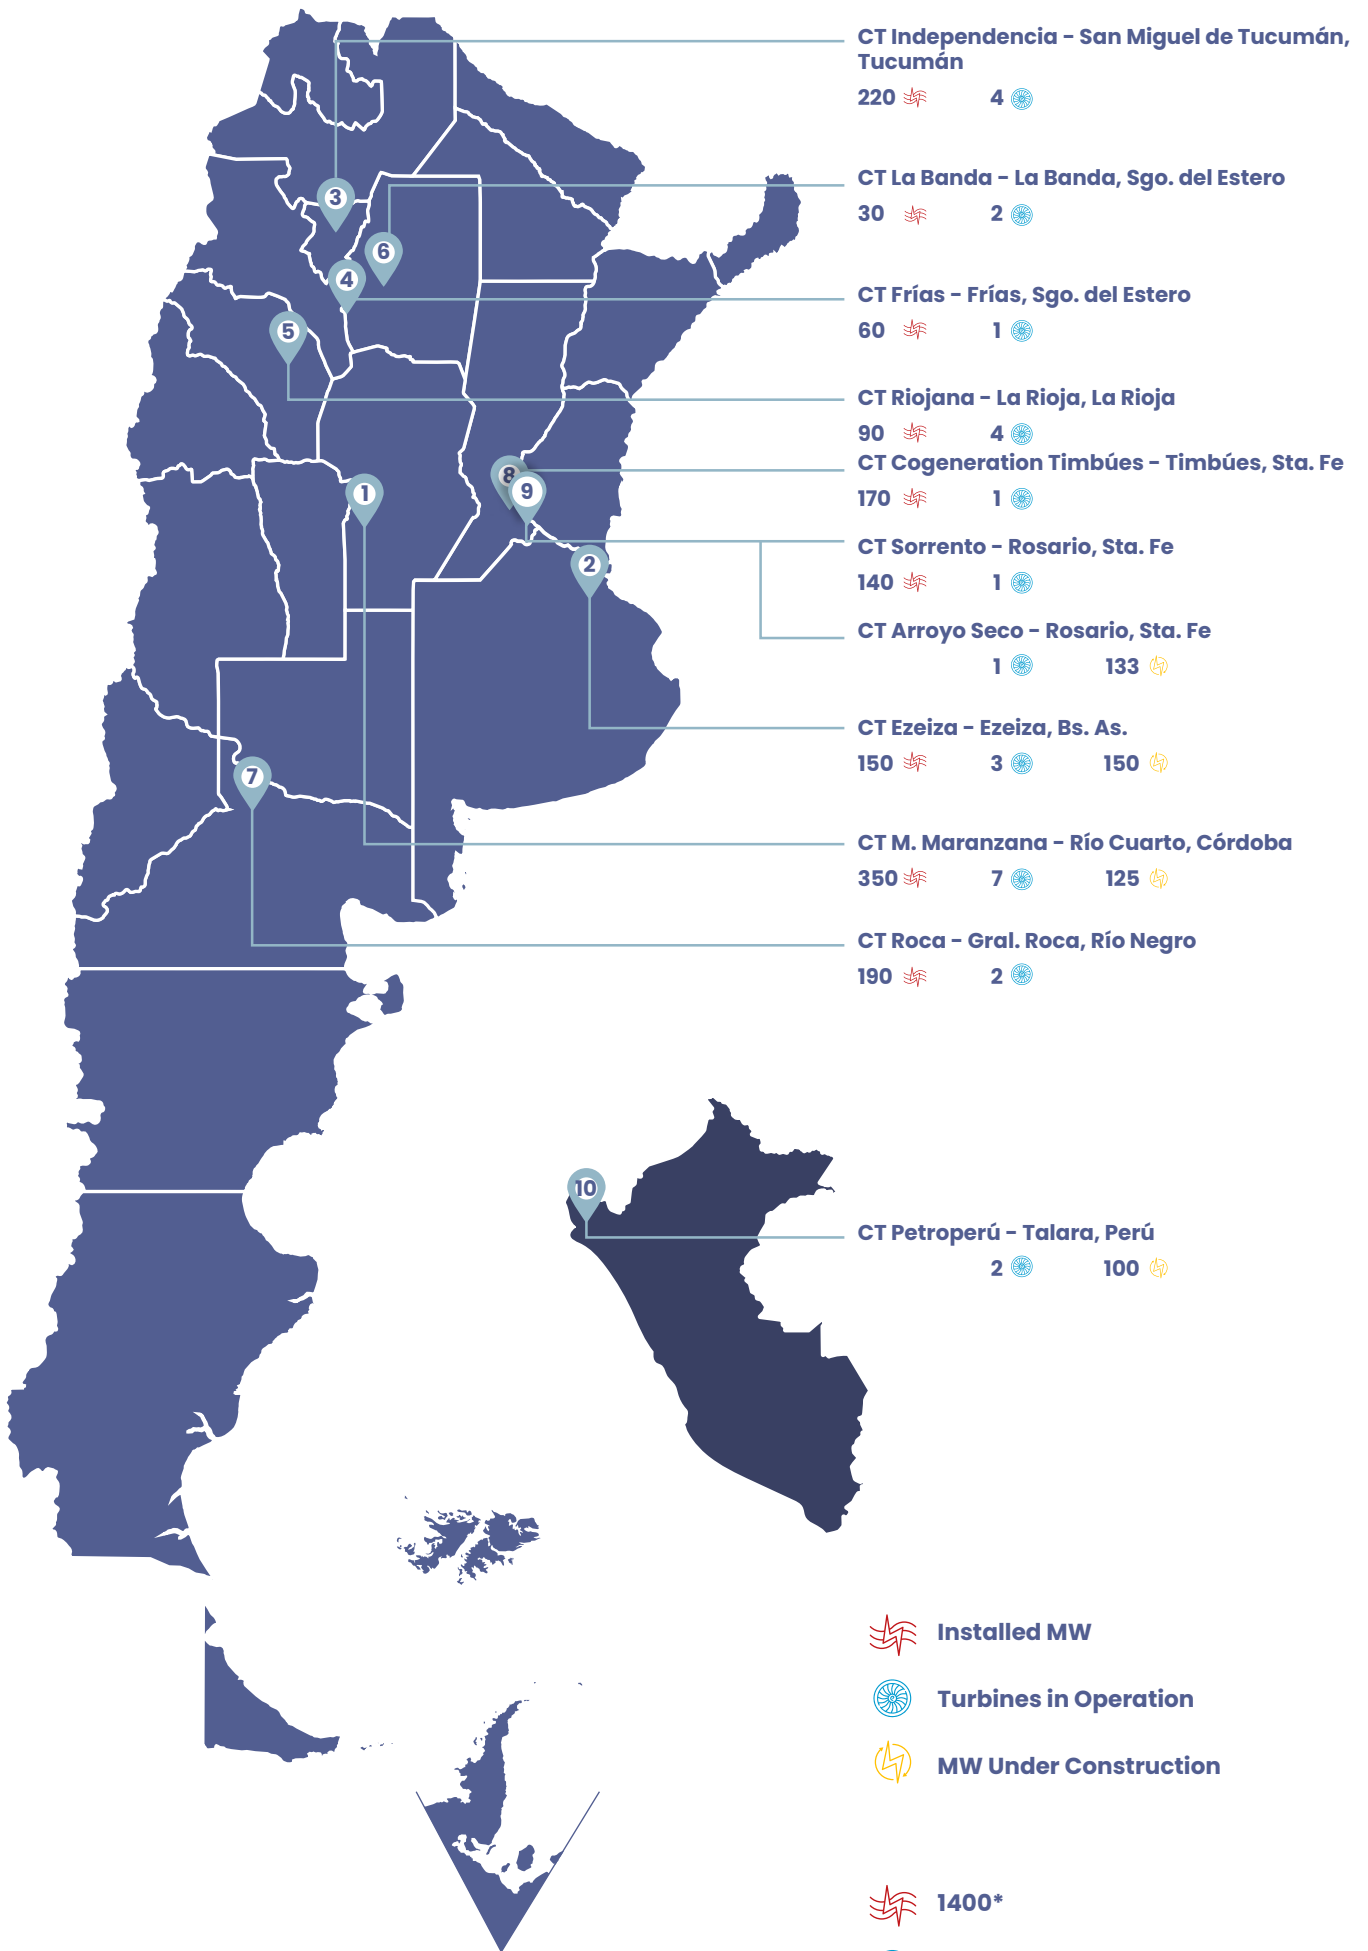 CT Independencia - San Miguel de Tucumán,
Tucumán
220 4
CT La Banda - La Banda, Sgo. del Estero
30 2
CT Frías - Frías, Sgo. del Estero
60 1
CT Riojana - La Rioja, La Rioja
90 4
CT Cogeneration Timbúes - Timbúes, Sta. Fe
170 1
CT Sorrento - Rosario, Sta. Fe
140 1
CT Arroyo Seco - Rosario, Sta. Fe
1 133
CT Ezeiza - Ezeiza, Bs. As.
150 3 150
CT M. Maranzana - Río Cuarto, Córdoba
350 7 125
CT Roca - Gral. Roca, Río Negro
190 2
CT Petroperú - Talara, Perú
2 100
3
6
4
5
8
1
9
2
7
10
Installed MW
Turbines in Operation
MW Under Construction
1400*